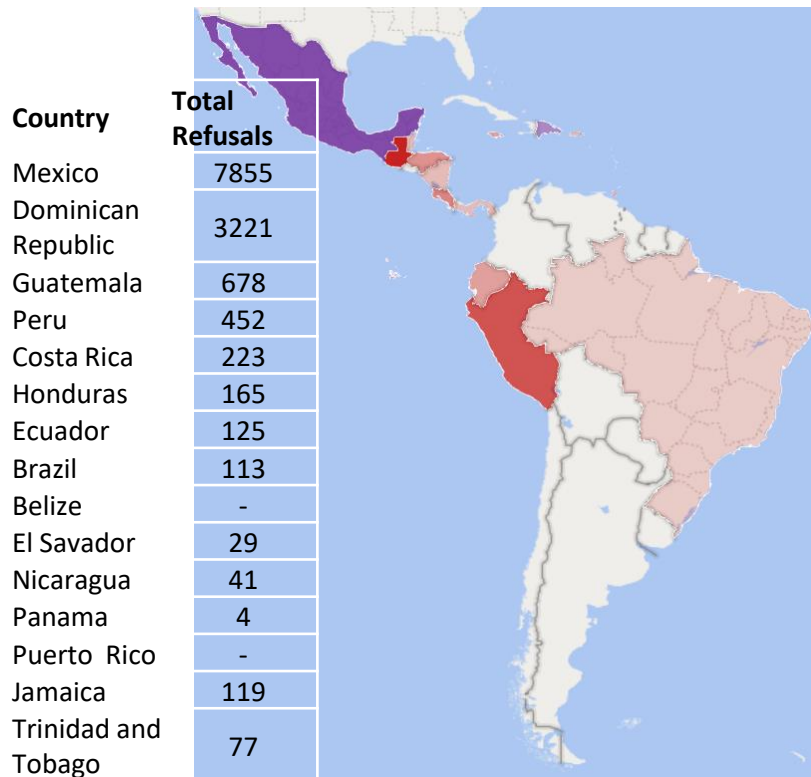 Country Total Refusals
Mexico 7855
Dominican Republic 3221
Guatemala 678
Peru 452
Costa Rica 223
Honduras 165
Ecuador 125
Brazil 113
Belize -
El Savador 29
Nicaragua 41
Panama 4
Puerto Rico -
Jamaica 119
Trinidad and Tobago 77